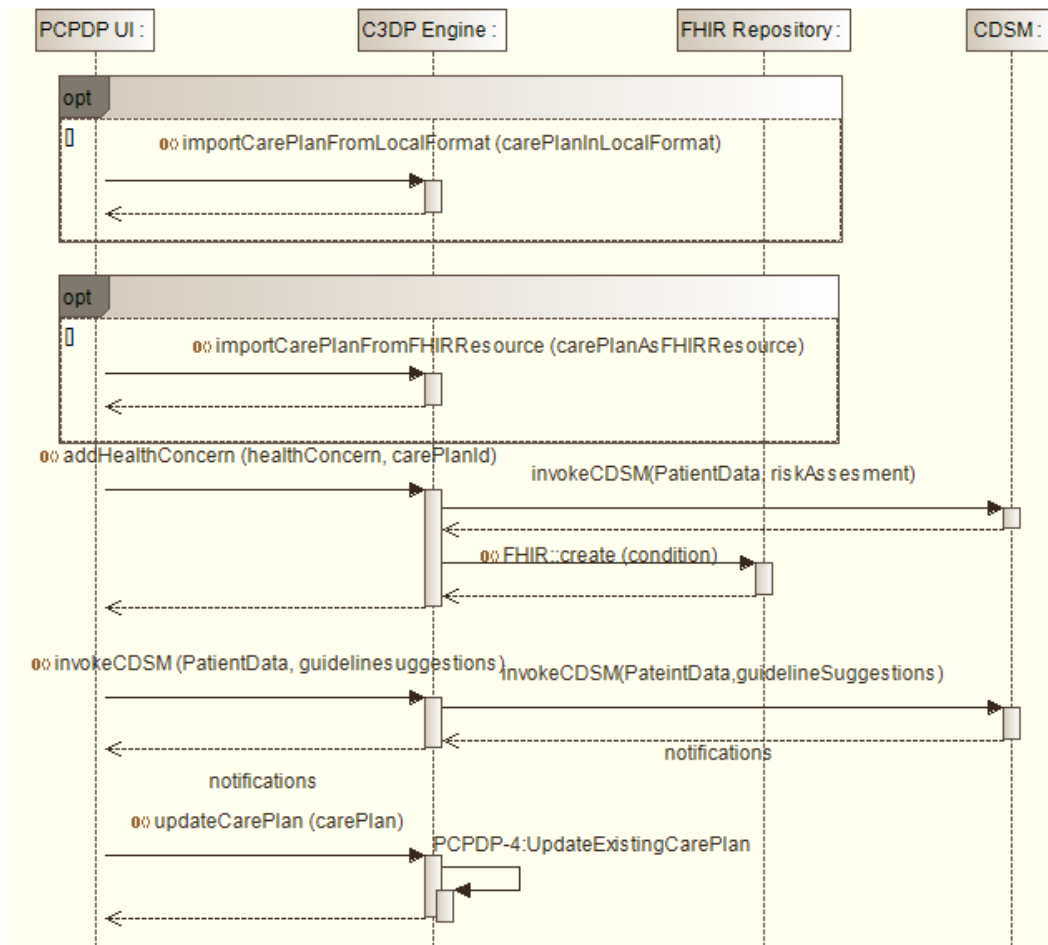 PCPDP UI :
C3DP Engine :
FHIR Repository :
CDSM :
opt
[]
importCarePlanFromLocalFormat (carePlanInLocalFormat)
opt
[]
importCarePlanFromFHIRResource (carePlanAsFHIRResource)
addHealthConcern (healthConcern, carePlanId)
invokeCDSM(PatientData, riskAssesment)
FHIR::create (condition)
invokeCDSM (PatientData, guidelinesuggestions)
invokeCDSM(PateintData,guidelineSuggestions)
notifications
notifications
updateCarePlan (carePlan)
PCPDP-4:UpdateExistingCarePlan